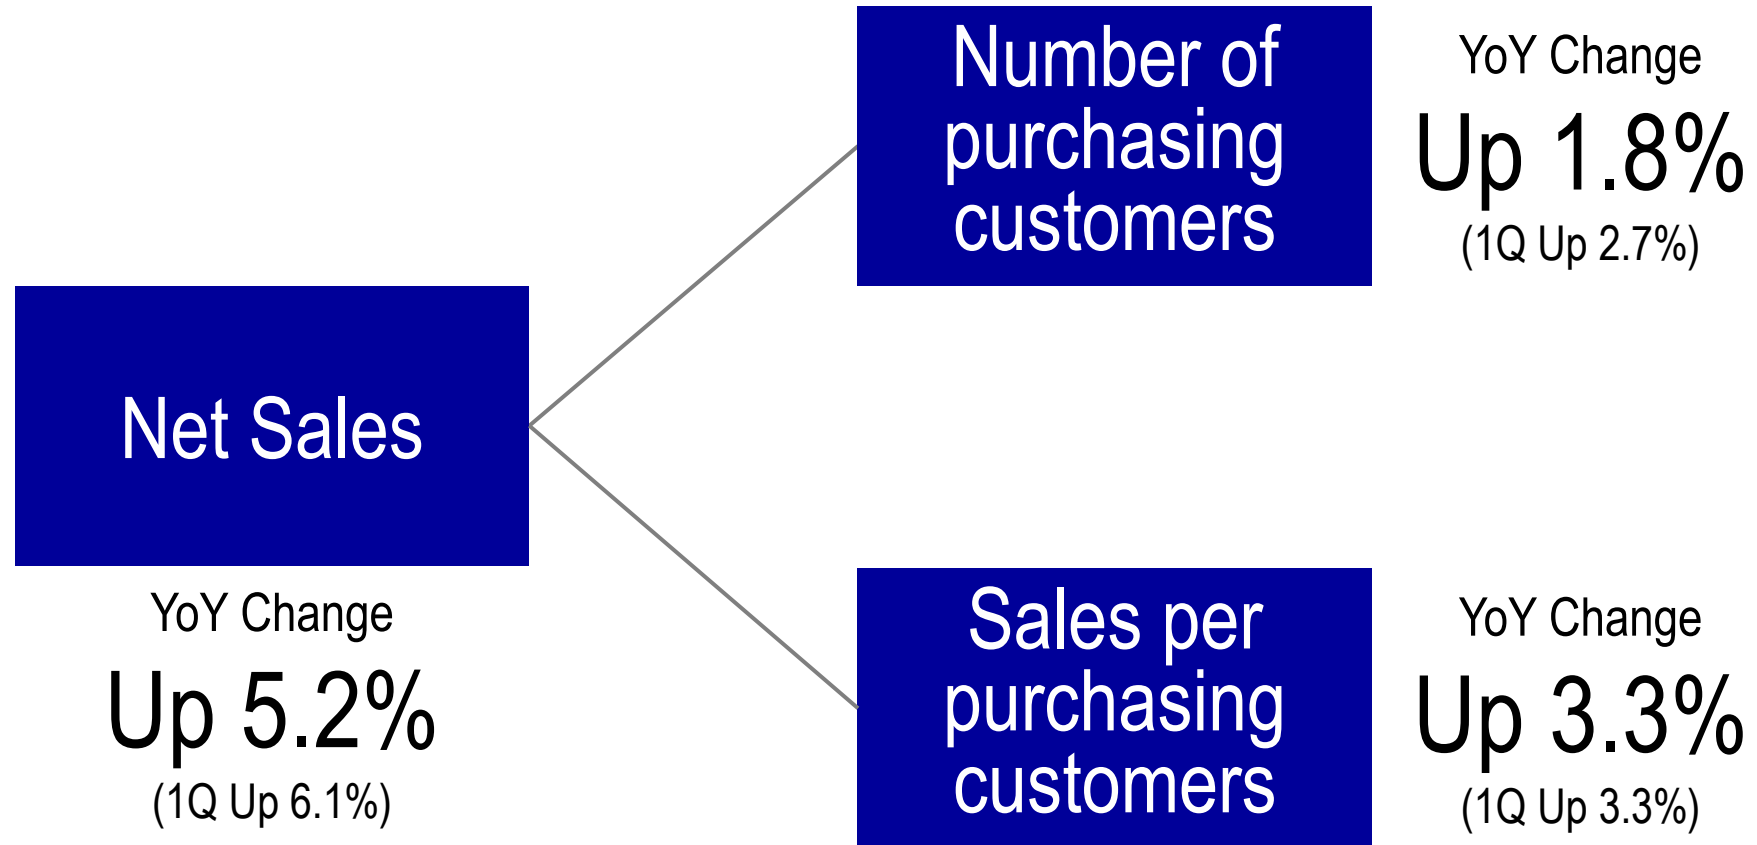 Net Sales
YoY Change
Up 5.2%
(1Q Up 6.1%)
Number of
purchasing
customers
YoY Change
Up 1.8%
(1Q Up 2.7%)
Sales per
purchasing
customers
YoY Change
Up 3.3%
(1Q Up 3.3%)